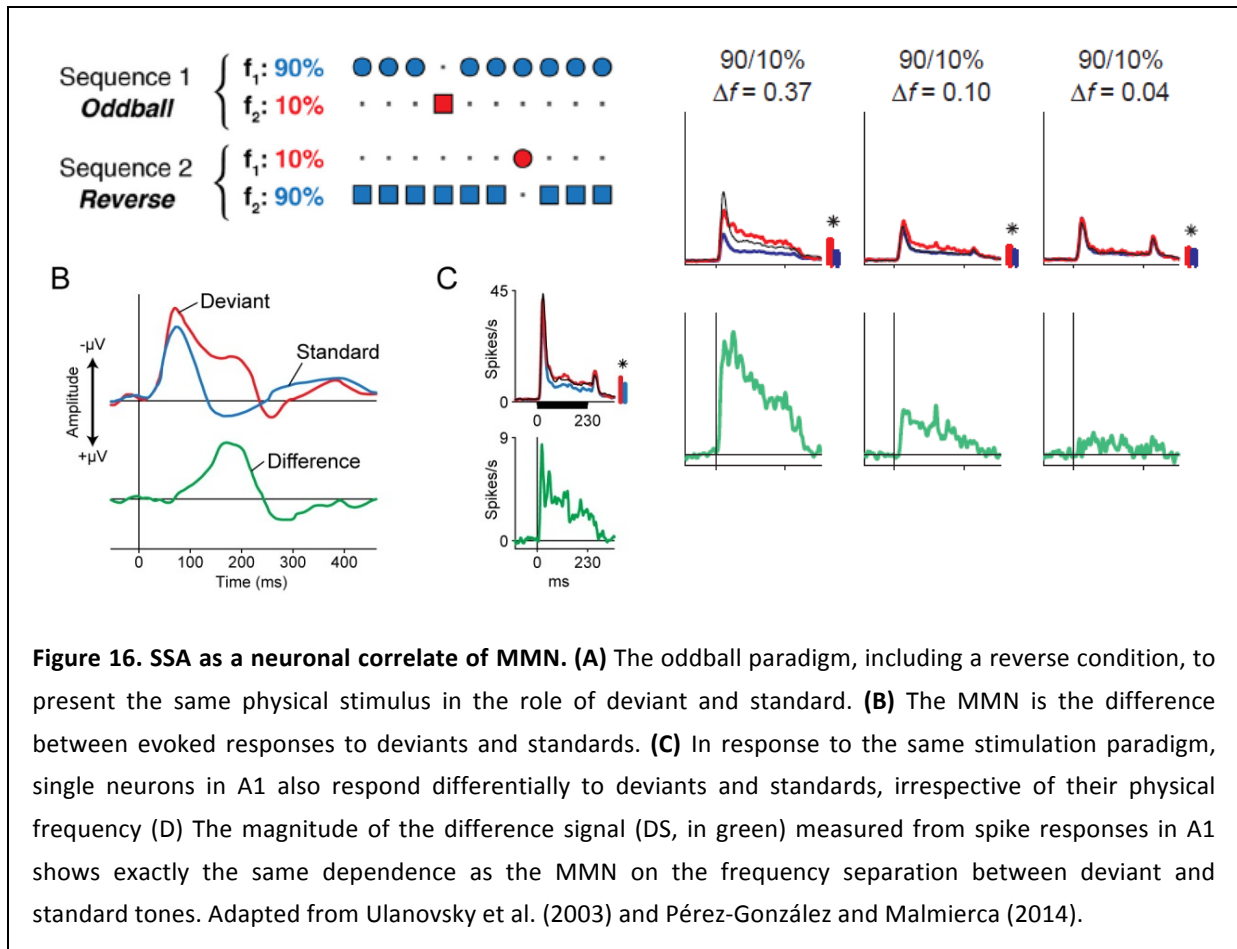 Sequence 1
Oddball
f₁: 90%
f₂: 10%
Sequence 2
Reverse
f₁: 10%
f₂: 90%
90/10%
Δf = 0.37
90/10%
Δf = 0.10
90/10%
Δf = 0.04
*
*
*
B
Deviant
Standard
-µV
Amplitude
+µV
Difference
0 100 200 300 400
Time (ms)
C
45
Spikes/s
0
*
0 230
9
Spikes/s
0
0 230
ms
Figure 16. SSA as a neuronal correlate of MMN. (A) The oddball paradigm, including a reverse condition, to
present the same physical stimulus in the role of deviant and standard. (B) The MMN is the difference
between evoked responses to deviants and standards. (C) In response to the same stimulation paradigm,
single neurons in A1 also respond differentially to deviants and standards, irrespective of their physical
frequency (D) The magnitude of the difference signal (DS, in green) measured from spike responses in A1
shows exactly the same dependence as the MMN on the frequency separation between deviant and
standard tones. Adapted from Ulanovsky et al. (2003) and Pérez-González and Malmierca (2014).